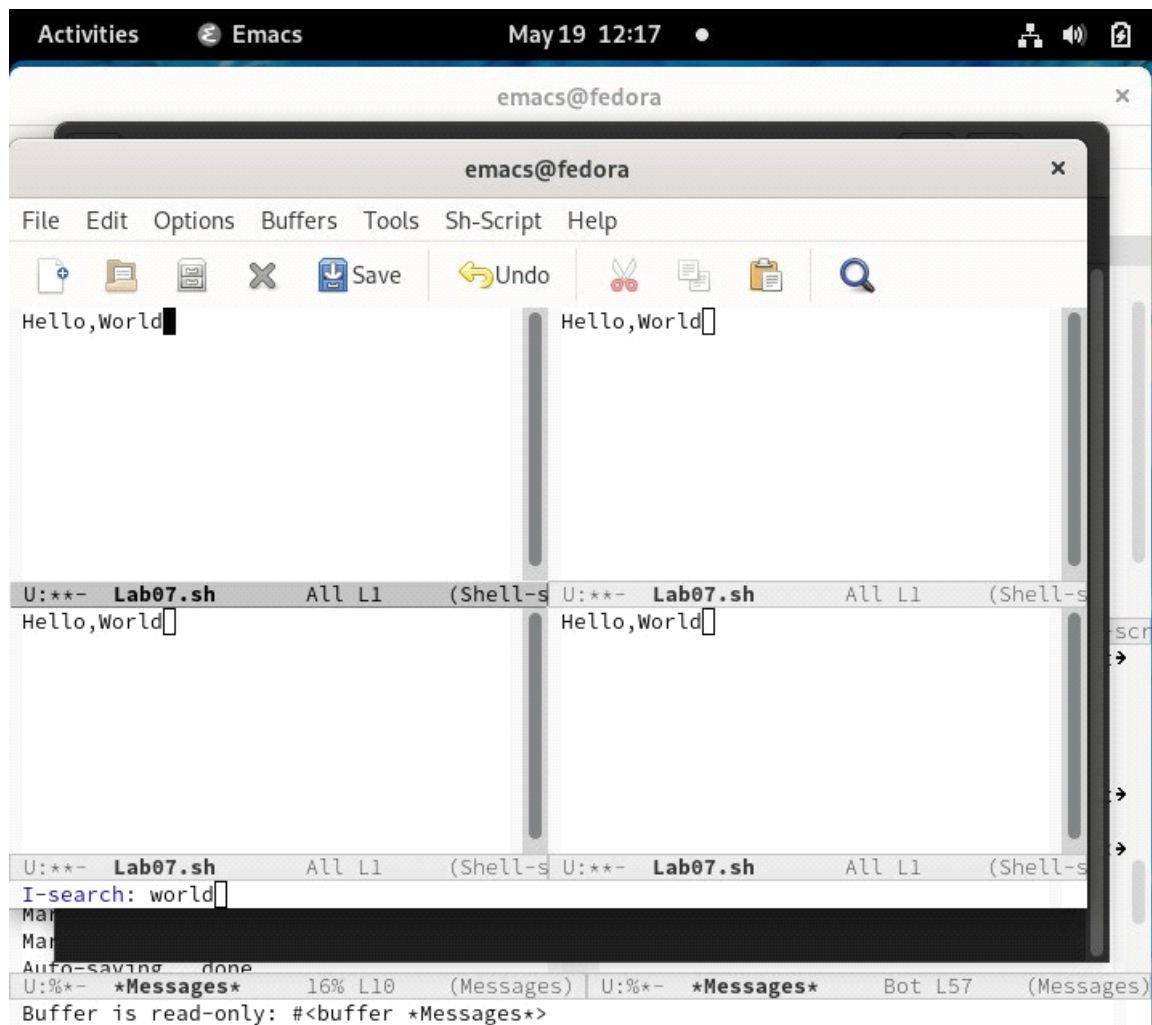 Activities Emacs May 19 12:17
emacs@fedora
emacs@fedora
File Edit Options Buffers Tools Sh-Script Help
Save Undo
Hello,World Hello,World
U:**- Lab07.sh All L1 (Shell-s U:**- Lab07.sh All L1 (Shell-s
Hello,World Hello,World
-scr
U:**- Lab07.sh All L1 (Shell-s U:**- Lab07.sh All L1 (Shell-s
I-search: world
Mar
Mar
Auto-saving...done
U:%*- *Messages* 16% L10 (Messages) U:%*- *Messages* Bot L57 (Messages)
Buffer is read-only: #<buffer *Messages*>